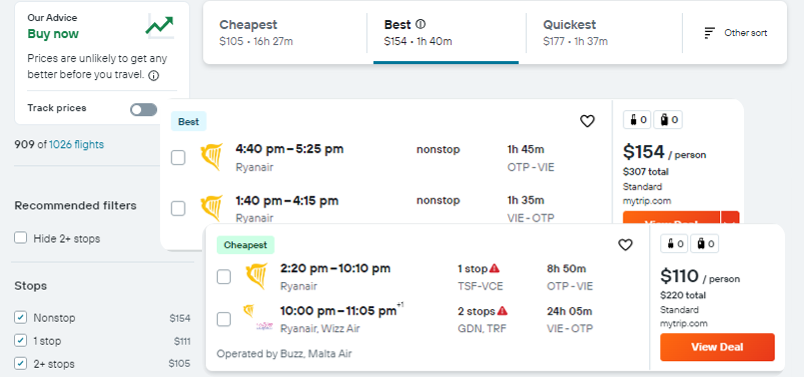 Our Advice
Buy now
Prices are unlikely to get any
better before you travel.
Track prices
909 of 1026 flights
Recommended filters
Hide 2+ stops
Stops
Nonstop $154
1 stop $111
2+ stops $105
Cheapest
$105 • 16h 27m
Best
$154 • 1h 40m
Quickest
$177 • 1h 37m
Other sort
Best
4:40 pm – 5:25 pm nonstop 1h 45m
Ryanair OTP - VIE
1:40 pm – 4:15 pm nonstop 1h 35m
Ryanair VIE - OTP
0 0
$154 / person
$307 total
Standard
mytrip.com
View Deal
Cheapest
2:20 pm – 10:10 pm 1 stop 8h 50m
Ryanair TSF-VCE OTP - VIE
10:00 pm – 11:05 pm+1 2 stops 24h 05m
Ryanair, Wizz Air GDN, TRF VIE - OTP
Operated by Buzz, Malta Air
0 0
$110 / person
$220 total
Standard
mytrip.com
View Deal